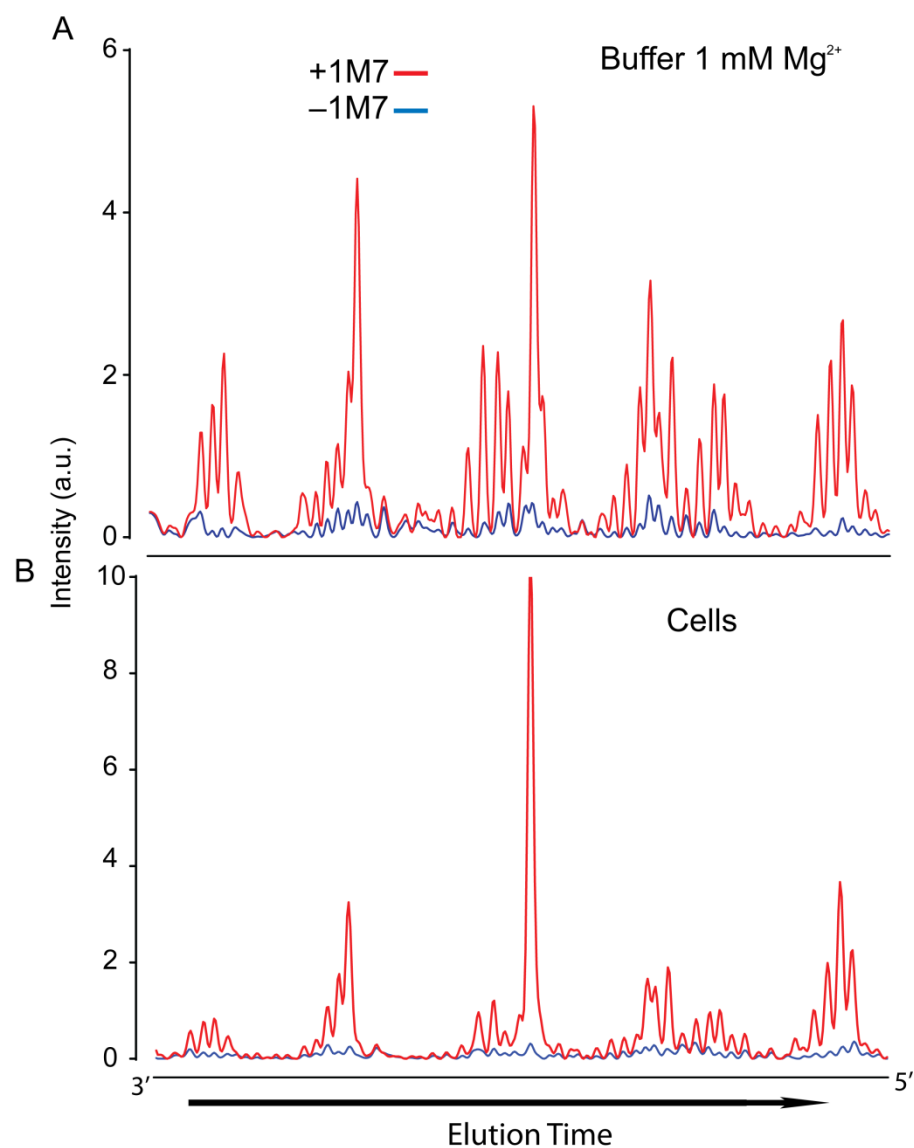 A
6
4
2
0
+1M7
–1M7
Buffer 1 mM Mg²⁺
Intensity (a.u.)
B
10
8
6
4
2
0
Cells
3′
5′
Elution Time